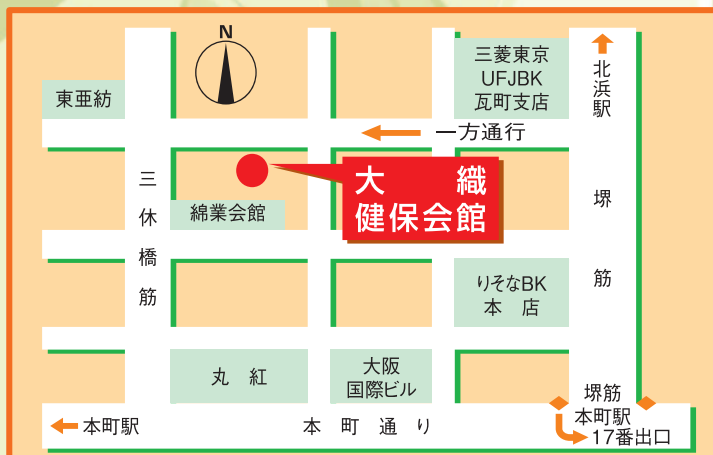 N
三菱東京
UFJBK
瓦町支店
北浜駅
東亜紡
一方通行
大 織
健保会館
三休橋筋
綿業会館
堺筋
りそなBK
本 店
丸 紅
大阪
国際ビル
堺筋
本町駅
17番出口
本町駅
本町通り